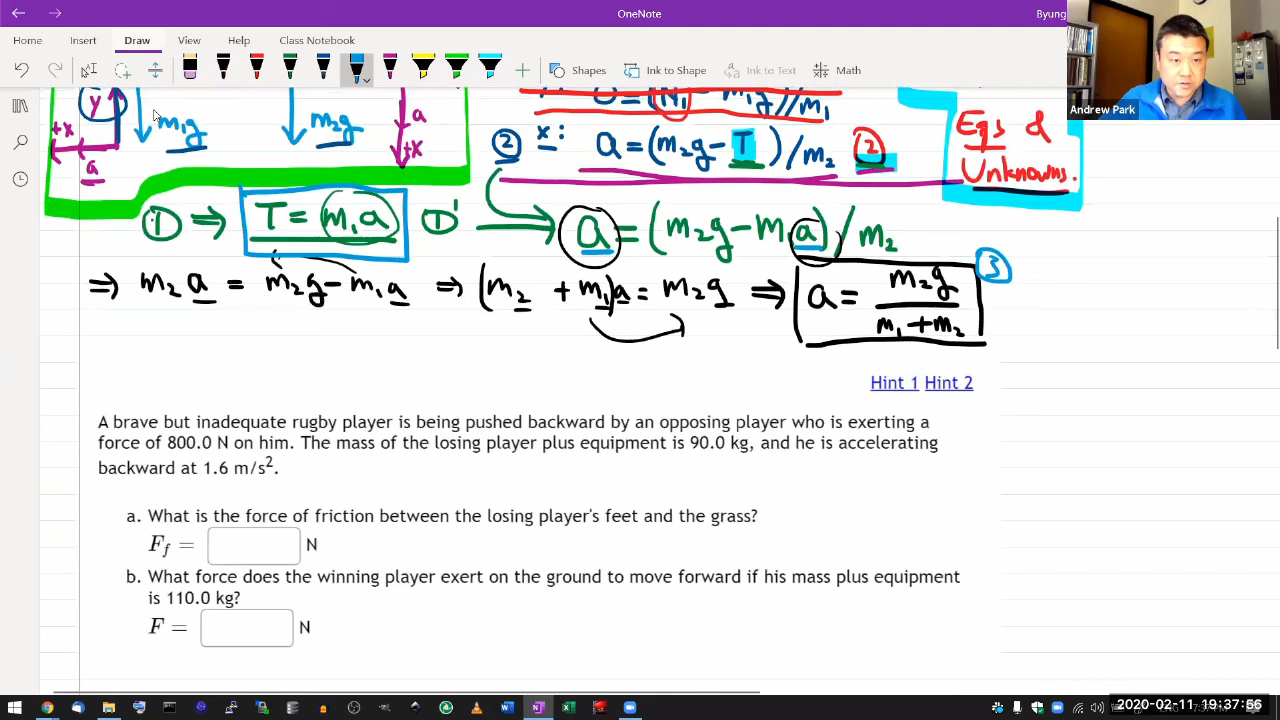 OneNote
Byung
Home Insert Draw View Help Class Notebook
Shapes Ink to Shape Ink to Text Math
Andrew Park
y
+x
a
m₁g
m₂g
a
+x
0=(N₁-m₁g)/m₁
② x: a=(m₂g-T)/m₂ ②
Eqs &
Unknowns.
① ⇒ T=m₁a ①' a=(m₂g-m₁a)/m₂
⇒ m₂a = m₂g-m₁a ⇒ (m₂+m₁)a=m₂g ⇒ a= m₂g / m₁+m₂ ③
Hint 1 Hint 2
A brave but inadequate rugby player is being pushed backward by an opposing player who is exerting a
force of 800.0 N on him. The mass of the losing player plus equipment is 90.0 kg, and he is accelerating
backward at 1.6 m/s².
a. What is the force of friction between the losing player's feet and the grass?
F_f = N
b. What force does the winning player exert on the ground to move forward if his mass plus equipment
is 110.0 kg?
F = N
2020-02-11-19:37:56